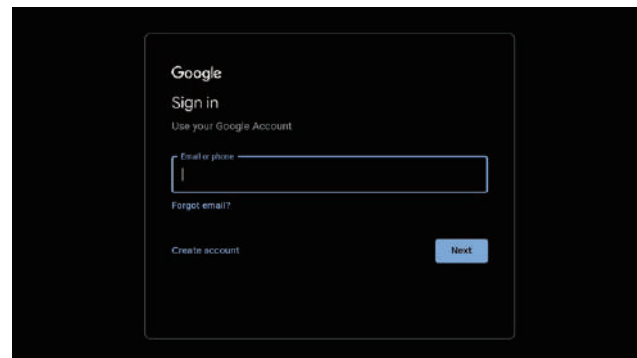 Google
Sign in
Use your Google Account
Email or phone
Forgot email?
Create account
Next